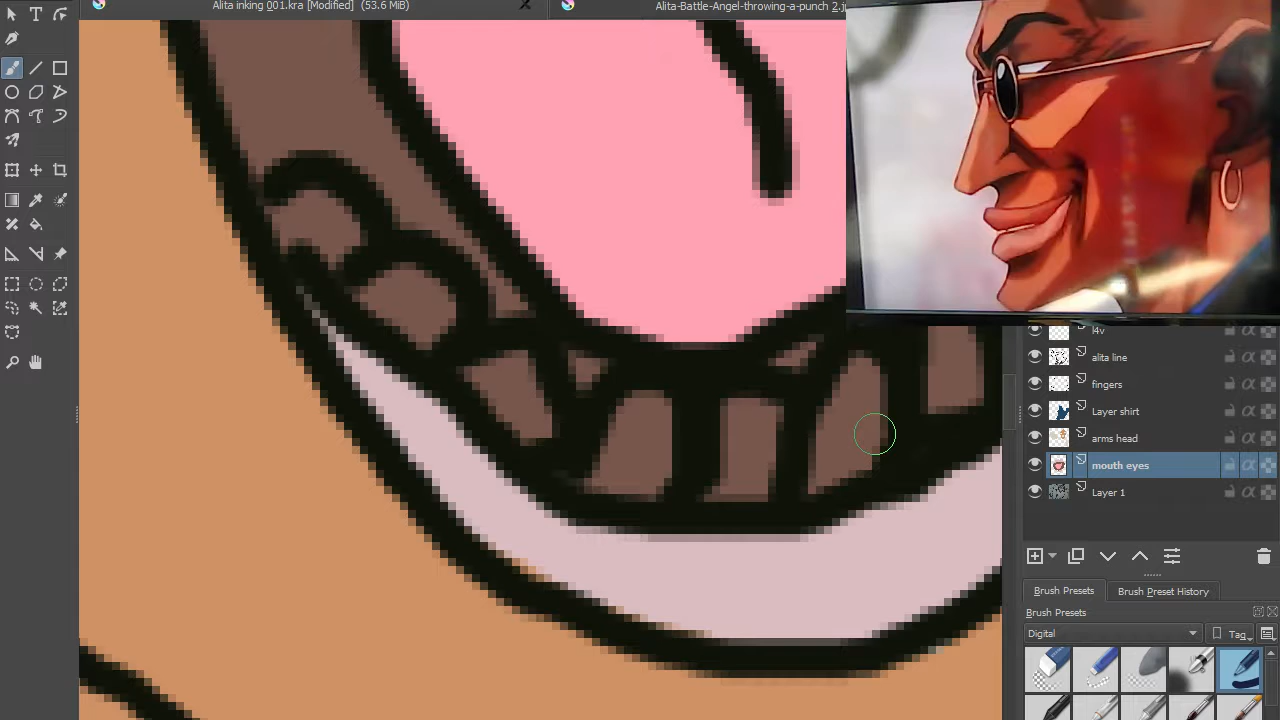 Alita inking 001.kra [Modified]  (53.6 MiB)
Alita-Battle-Angel-throwing-a-punch 2.j
l4v
alita line
fingers
Layer shirt
arms head
mouth eyes
Layer 1
Brush Presets
Brush Preset History
Brush Presets
Digital
Tag